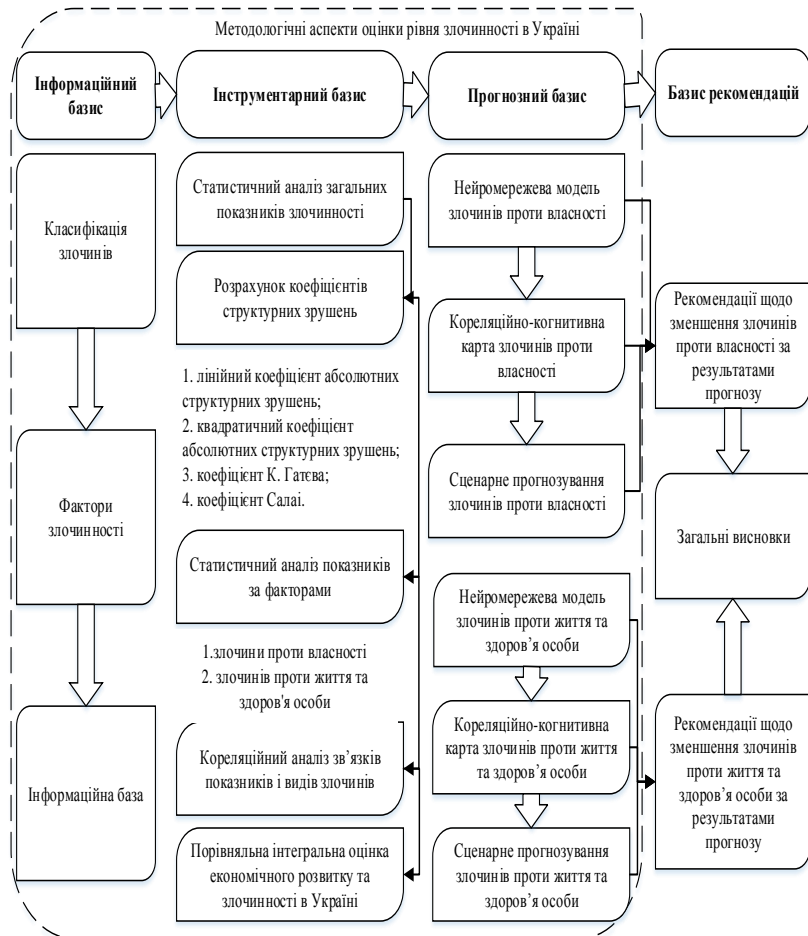 Методологічні аспекти оцінки рівня злочинності в Україні
Інформаційний
базис
Інструментарний базис
Прогнозний базис
Базис рекомендацій
Класифікація
злочинів
Фактори
злочинності
Інформаційна база
Статистичний аналіз загальних
показників злочинності
Розрахунок коефіцієнтів
структурних зрушень
1. лінійний коефіцієнт абсолютних
структурних зрушень;
2. квадратичний коефіцієнт
абсолютних структурних зрушень;
3. коефіцієнт К. Гатєва;
4. коефіцієнт Салаі.
Статистичний аналіз показників
за факторами
1.злочини проти власності
2. злочинів проти життя та
здоров'я особи
Кореляційний аналіз зв’язків
показників і видів злочинів
Порівняльна інтегральна оцінка
економічного розвитку та
злочинності в Україні
Нейромережева модель
злочинів проти власності
Кореляційно-когнитивна
карта злочинів проти
власності
Сценарне прогнозування
злочинів проти власності
Нейромережева модель
злочинів проти життя та
здоров’я особи
Кореляційно-когнитивна
карта злочинів проти життя
та здоров’я особи
Сценарне прогнозування
злочинів проти життя та
здоров’я особи
Рекомендації щодо
зменшення злочинів
проти власності за
результатами
прогнозу
Загальні висновки
Рекомендації щодо
зменшення злочинів
проти життя та
здоров’я особи за
результатами
прогнозу